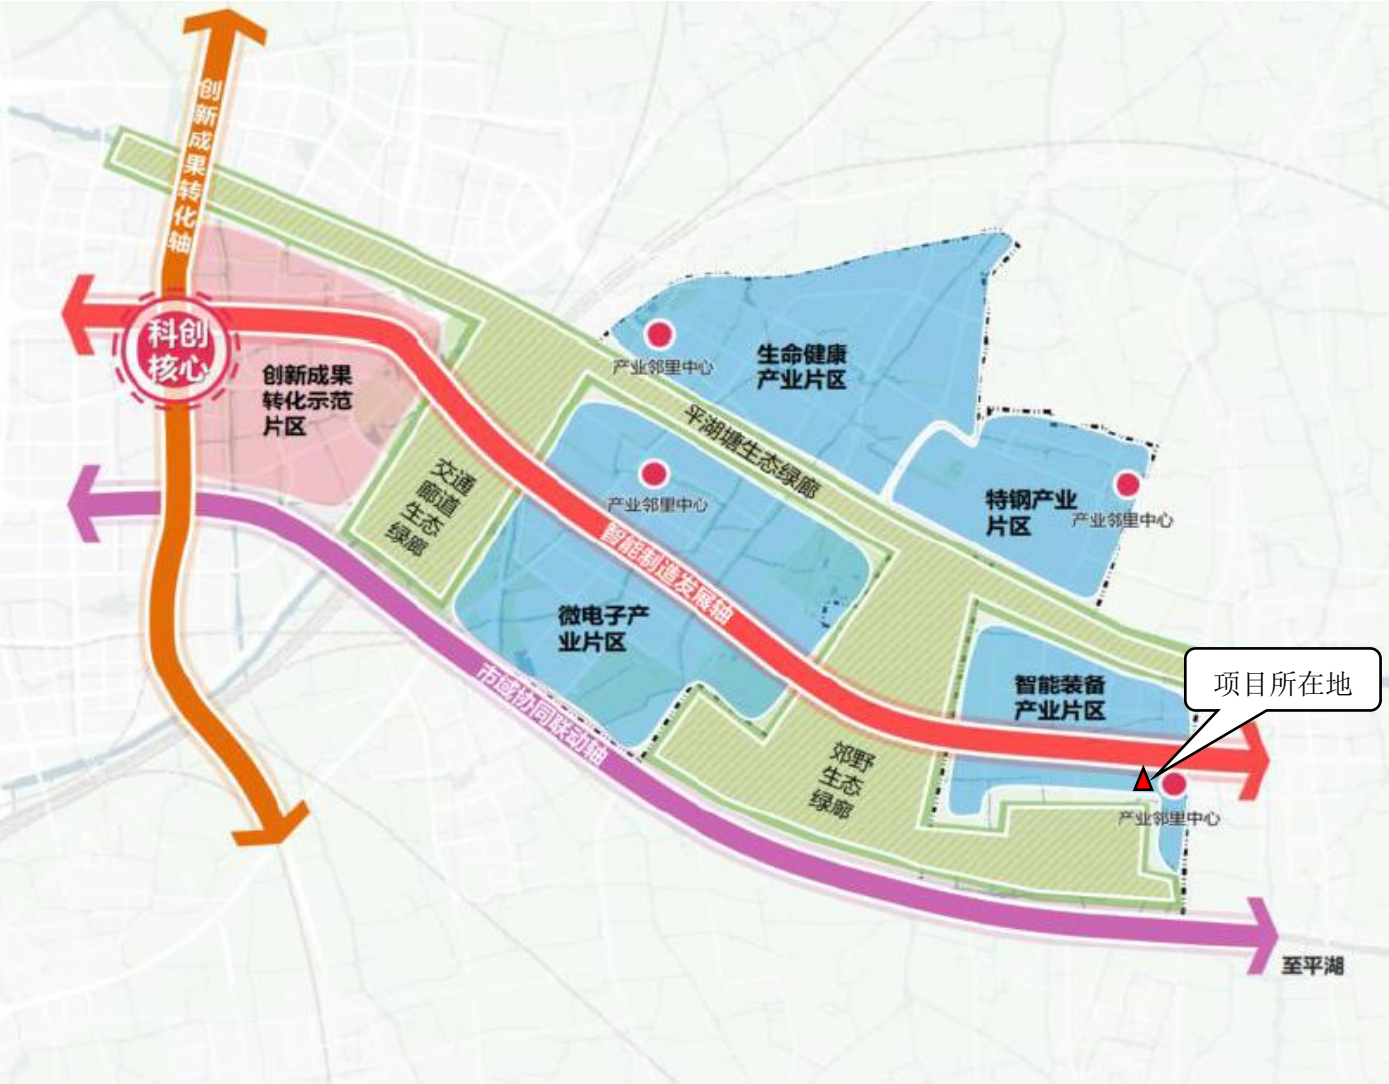 创新成果转化轴
科创
核心
创新成果
转化示范
片区
产业邻里中心
生命健康
产业片区
平湖塘生态绿廊
交通
廊道
生态
绿廊
产业邻里中心
特钢产业
片区
产业邻里中心
智能制造发展轴
微电子产
业片区
市域协同联动轴
智能装备
产业片区
项目所在地
郊野
生态
绿廊
产业邻里中心
至平湖